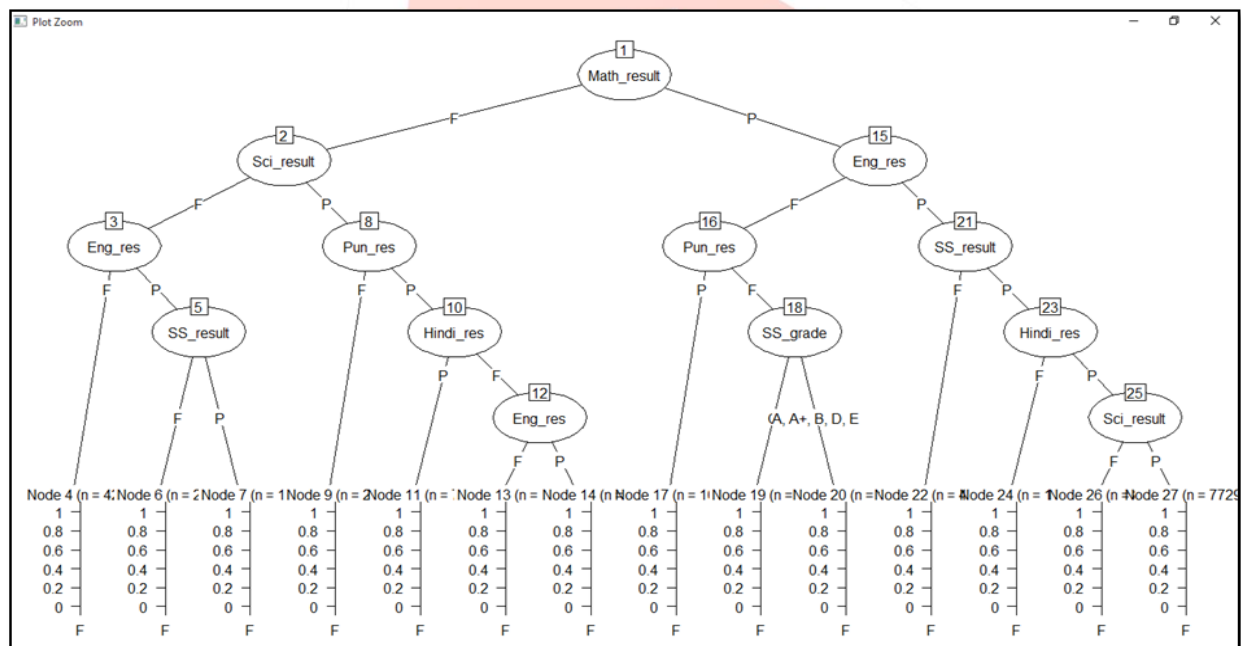 Plot Zoom
1
Math_result
F P
2 15
Sci_result Eng_res
F P F P
3 8 16 21
Eng_res Pun_res Pun_res SS_result
F P F P P F F P
5 10 18 23
SS_result Hindi_res SS_grade Hindi_res
P F F P
12 25
F P Eng_res A, A+, B, D, E Sci_result
F P F P
Node 4 (n = Node 6 (n = Node 7 (n = Node 9 (n = Node 11 (n = Node 13 (n = Node 14 (n Node 17 (n = Node 19 (n = Node 20 (n = Node 22 (n = Node 24 (n = Node 26 (n = Node 27 (n = 7729
1 1 1 1 1 1 1 1 1 1 1 1 1 1
0.8 0.8 0.8 0.8 0.8 0.8 0.8 0.8 0.8 0.8 0.8 0.8 0.8 0.8
0.6 0.6 0.6 0.6 0.6 0.6 0.6 0.6 0.6 0.6 0.6 0.6 0.6 0.6
0.4 0.4 0.4 0.4 0.4 0.4 0.4 0.4 0.4 0.4 0.4 0.4 0.4 0.4
0.2 0.2 0.2 0.2 0.2 0.2 0.2 0.2 0.2 0.2 0.2 0.2 0.2 0.2
0 0 0 0 0 0 0 0 0 0 0 0 0 0
F F F F F F F F F F F F F F